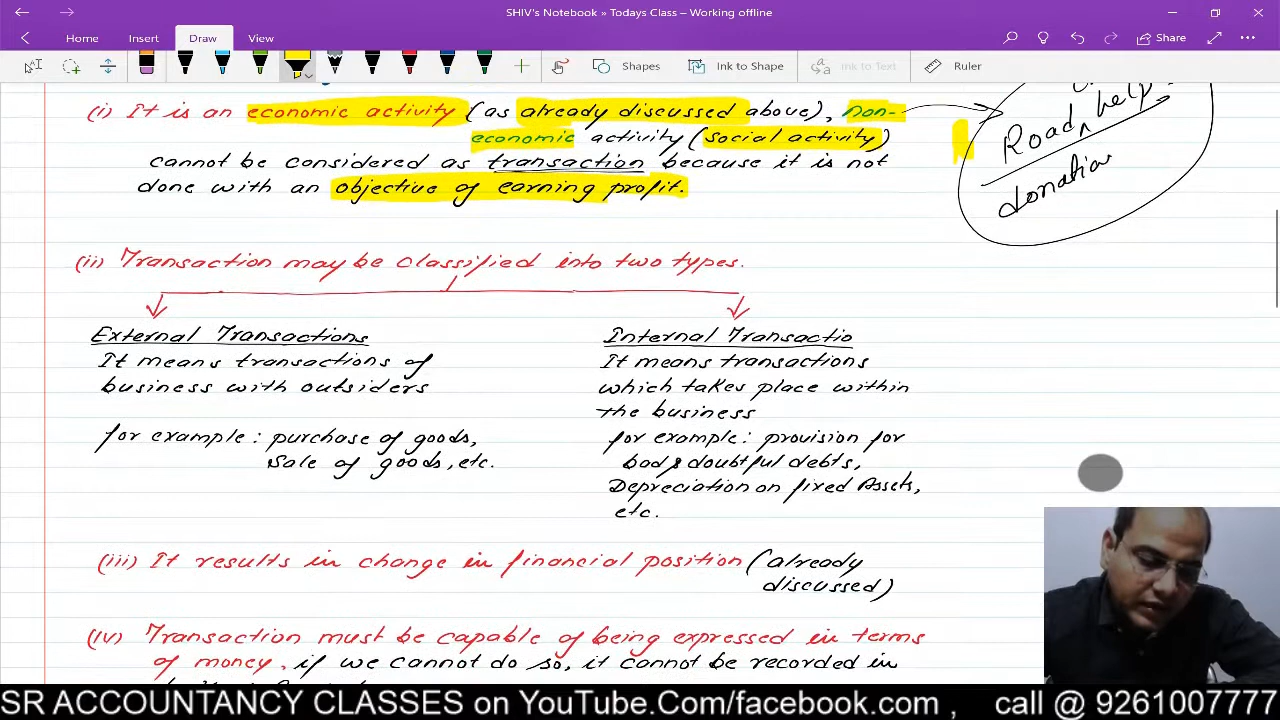 SHIV's Notebook » Todays Class – Working offline
Home Insert Draw View
Share
Shapes Ink to Shape Ink to Text Ruler
(i) It is an economic activity (as already discussed above), non-
economic activity (social activity)
cannot be considered as transaction because it is not
done with an objective of earning profit.
Road, help
donation
(ii) Transaction may be classified into two types.
External Transactions
It means transactions of
business with outsiders
for example : purchase of goods,
Sale of goods, etc.
Internal Transactio
It means transactions
which takes place within
the business
for example : provision for
bad & doubtful debts,
Depreciation on fixed Assets,
etc.
(iii) It results in change in financial position (already
discussed)
(iv) Transaction must be capable of being expressed in terms
of money, if we cannot do so, it cannot be recorded in
SR ACCOUNTANCY CLASSES on YouTube.Com/facebook.com , call @ 9261007777